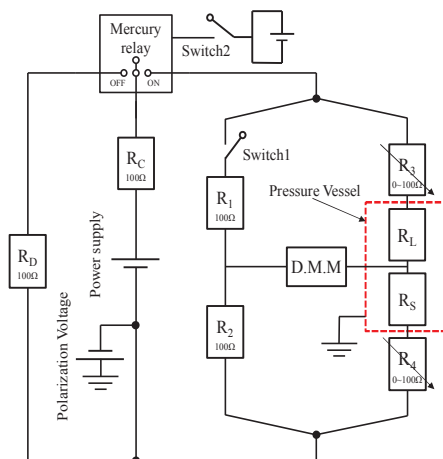 Mercury
relay
OFF
ON
Switch2
R_C
100Ω
Switch1
R_3
0~100Ω
R_1
100Ω
Pressure Vessel
R_L
R_D
100Ω
Power supply
D.M.M
R_S
R_2
100Ω
Polarization Voltage
R_4
0~100Ω